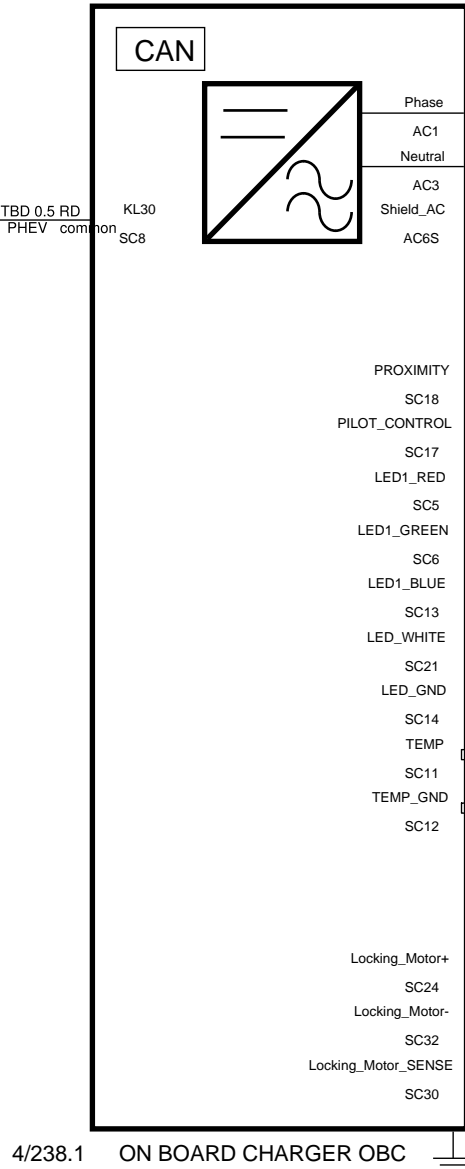 CAN
Phase
AC1
Neutral
AC3
TBD 0.5 RD
KL30
Shield_AC
PHEV common
SC8
AC6S
PROXIMITY
SC18
PILOT_CONTROL
SC17
LED1_RED
SC5
LED1_GREEN
SC6
LED1_BLUE
SC13
LED_WHITE
SC21
LED_GND
SC14
TEMP
SC11
TEMP_GND
SC12
Locking_Motor+
SC24
Locking_Motor-
SC32
Locking_Motor_SENSE
SC30
4/238.1 ON BOARD CHARGER OBC